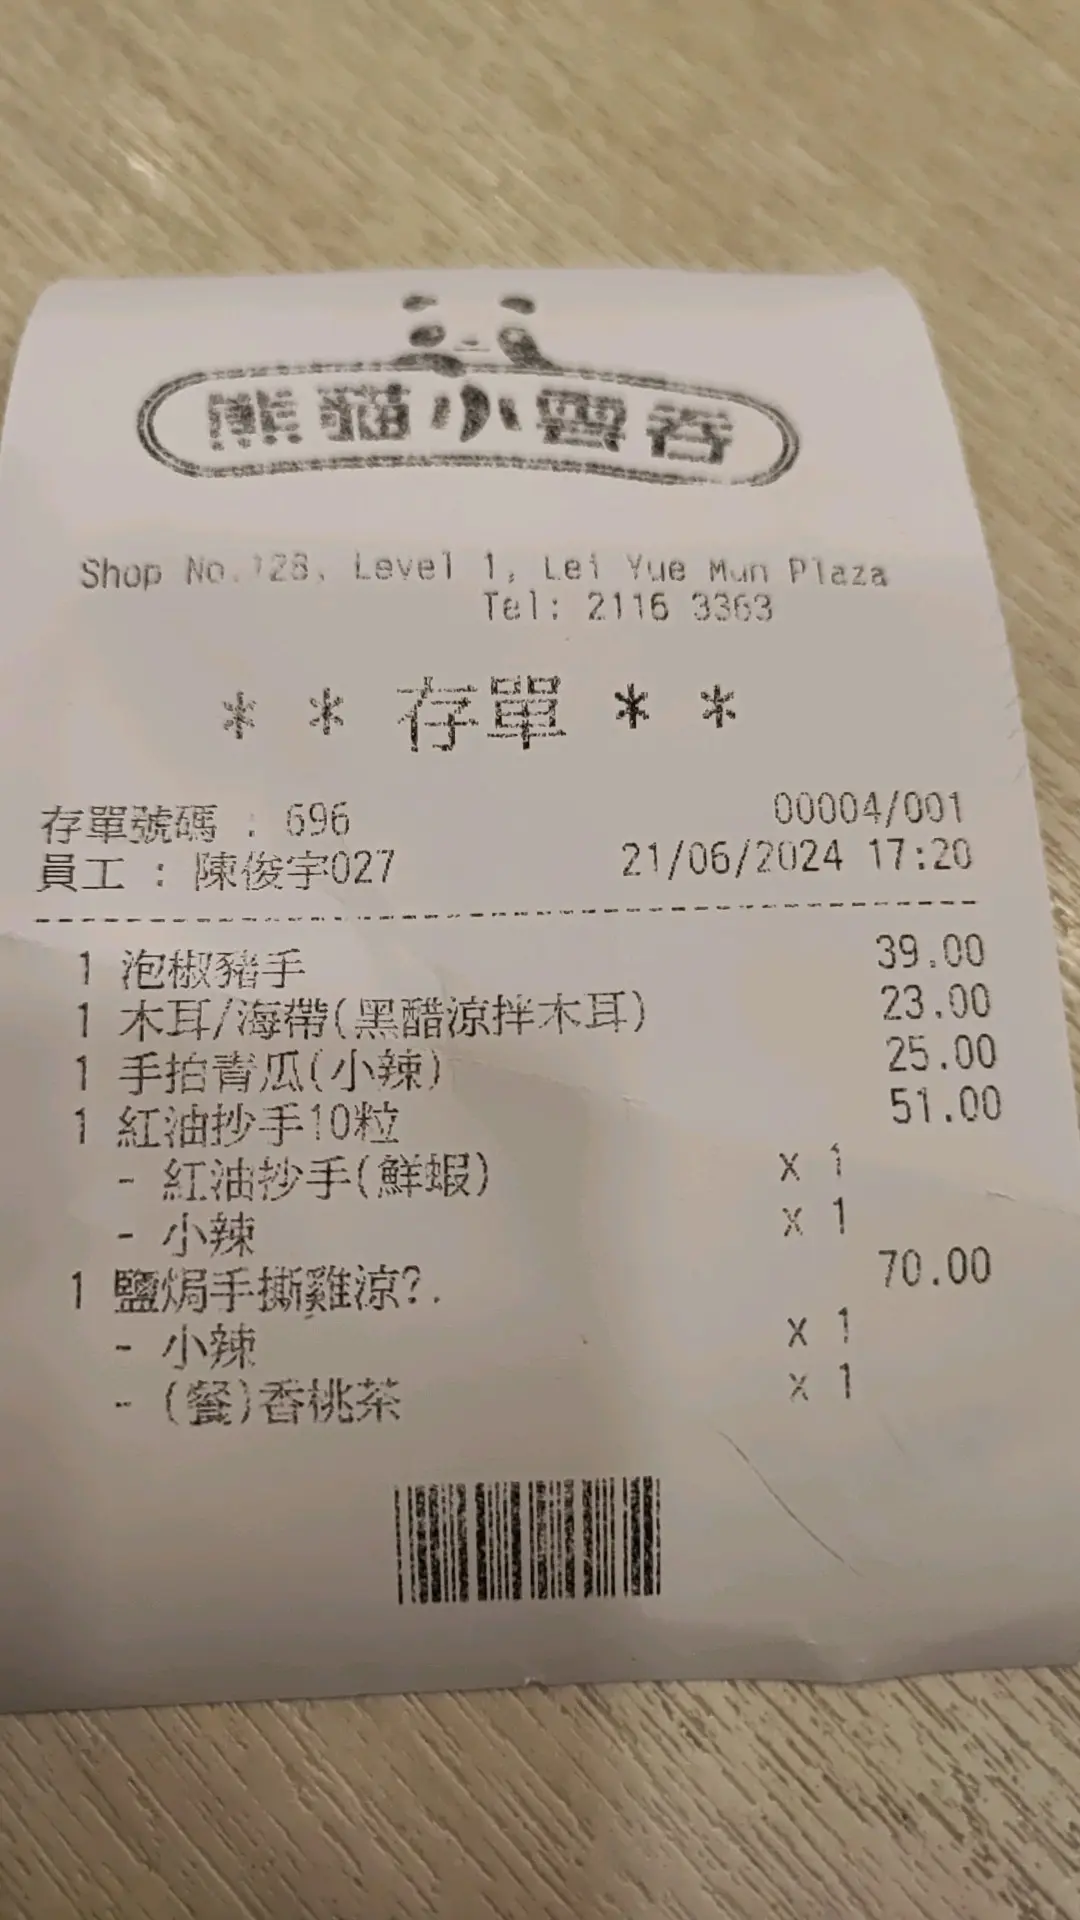 熊貓小雲吞
Shop No.128, Level 1, Lei Yue Mun Plaza
Tel: 2116 3363
* * 存單 * *
存單號碼 : 696 00004/001
員工 : 陳俊宇027 21/06/2024 17:20
1 泡椒豬手 39.00
1 木耳/海帶(黑醋涼拌木耳) 23.00
1 手拍青瓜(小辣) 25.00
1 紅油抄手10粒 51.00
- 紅油抄手(鮮蝦) x 1
- 小辣 x 1
1 鹽焗手撕雞涼?. 70.00
- 小辣 x 1
- (餐)香桃茶 x 1